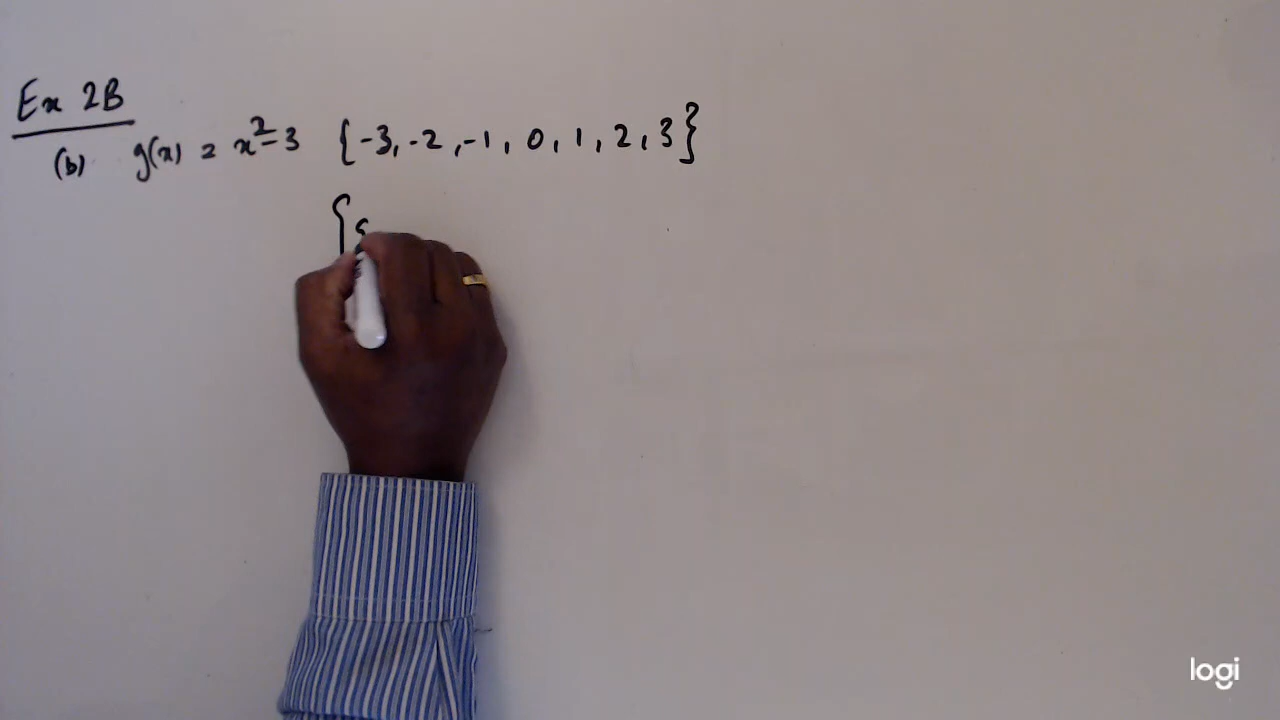 Ex 2B
(b) g(x) = x²-3 {-3, -2, -1, 0, 1, 2, 3}
{
logi